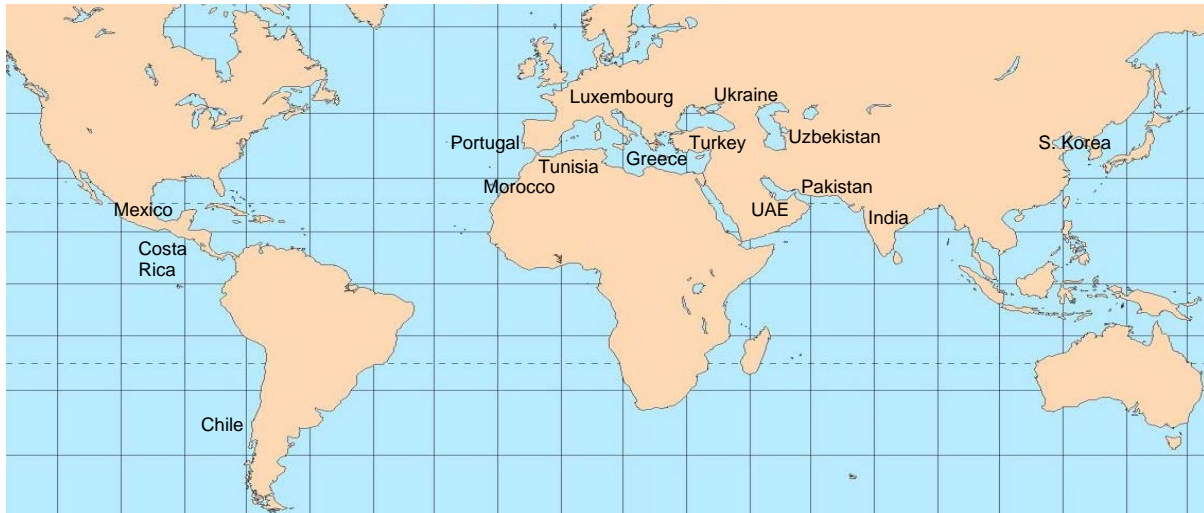 Ukraine
Luxembourg
Uzbekistan
Portugal
Turkey
S. Korea
Greece
Tunisia
Morocco
Pakistan
Mexico
UAE
India
Costa
Rica
Chile